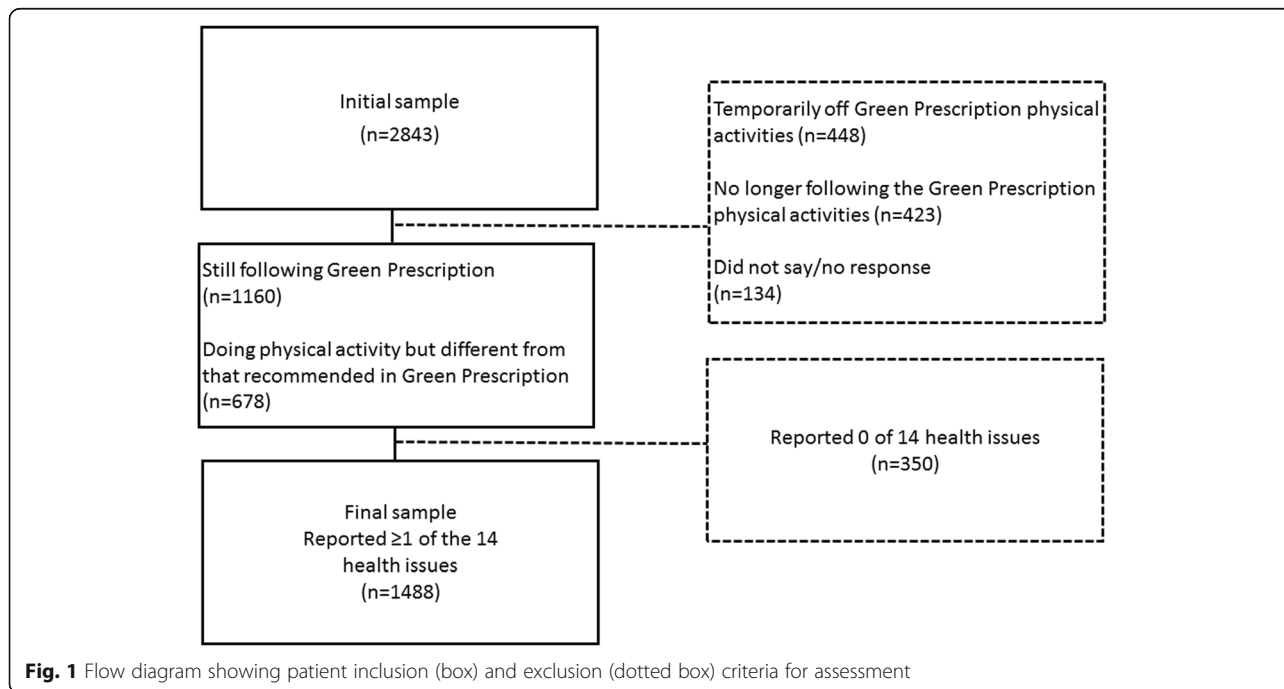 Initial sample
(n=2843)
Temporarily off Green Prescription physical
activities (n=448)
No longer following the Green Prescription
physical activities (n=423)
Did not say/no response
(n=134)
Still following Green Prescription
(n=1160)
Doing physical activity but different from
that recommended in Green Prescription
(n=678)
Reported 0 of 14 health issues
(n=350)
Final sample
Reported ≥1 of the 14
health issues
(n=1488)
Fig. 1 Flow diagram showing patient inclusion (box) and exclusion (dotted box) criteria for assessment